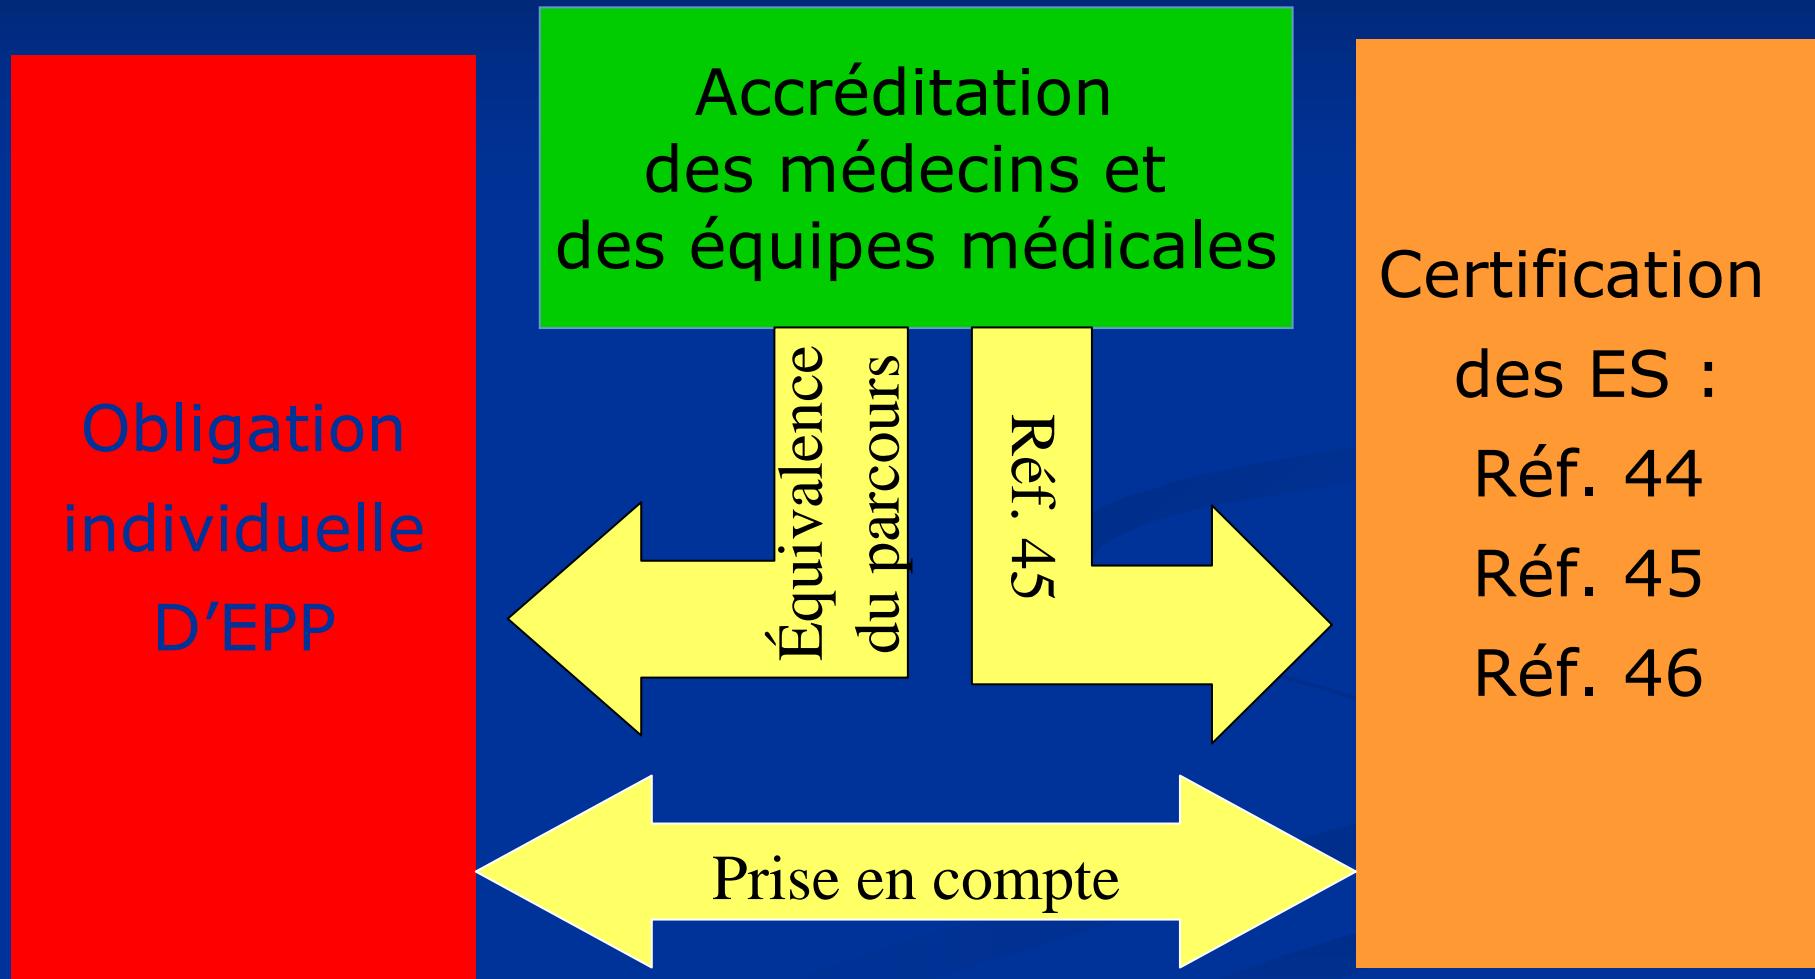 Accréditation
des médecins et
des équipes médicales
Obligation
individuelle
D’EPP
Équivalence
du parcours
Réf. 45
Certification
des ES :
Réf. 44
Réf. 45
Réf. 46
Prise en compte